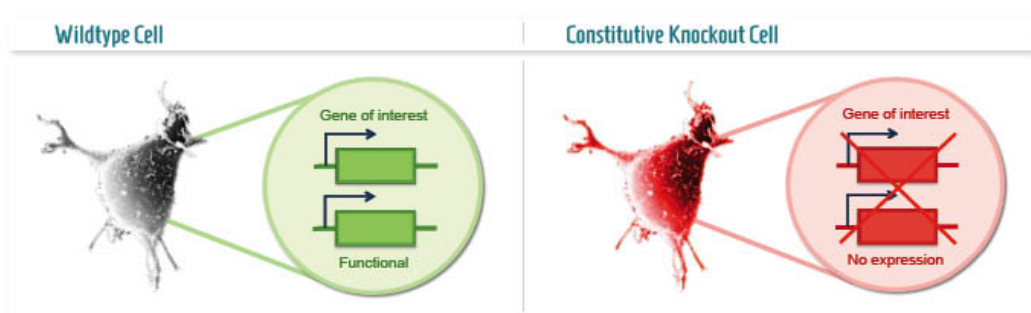 Wildtype Cell
Constitutive Knockout Cell
Gene of interest
Functional
Gene of interest
No expression